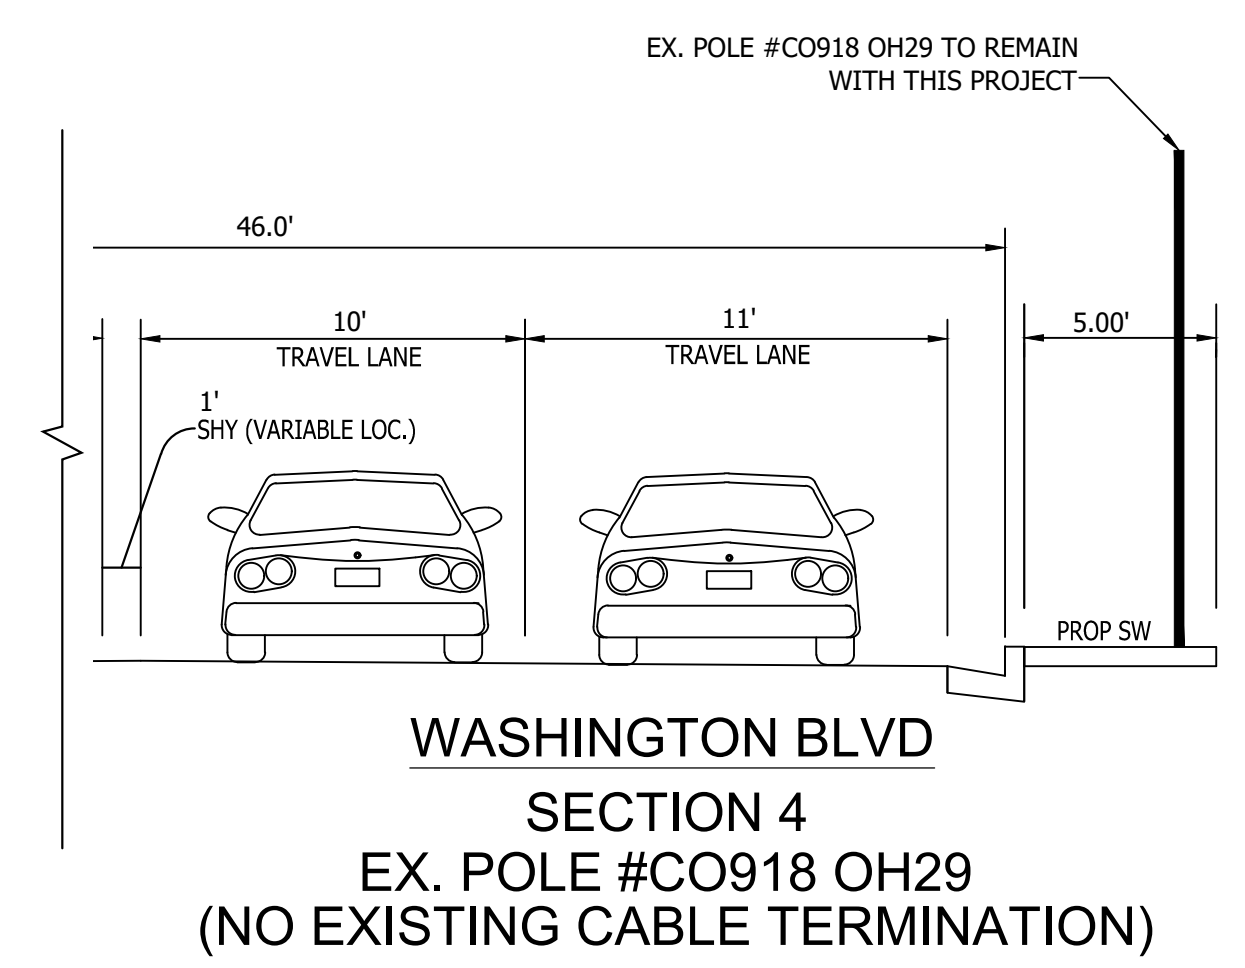 EX. POLE #CO918 OH29 TO REMAIN
WITH THIS PROJECT
46.0'
10'
TRAVEL LANE
11'
TRAVEL LANE
5.00'
1'
SHY (VARIABLE LOC.)
PROP SW
WASHINGTON BLVD
SECTION 4
EX. POLE #CO918 OH29
(NO EXISTING CABLE TERMINATION)